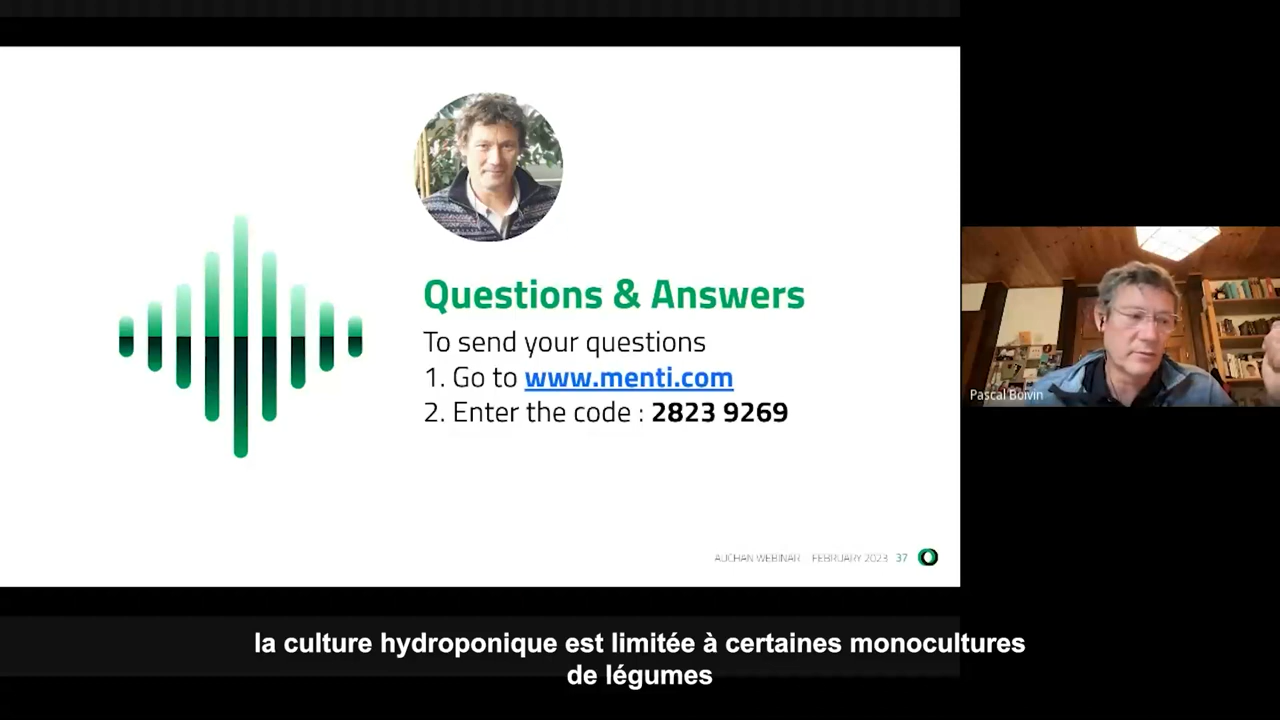 Questions & Answers
To send your questions
1. Go to www.menti.com
2. Enter the code : 2823 9269
Pascal Boivin
AUCHAN WEBINAR - FEBRUARY 2023 37
la culture hydroponique est limitée à certaines monocultures
de légumes